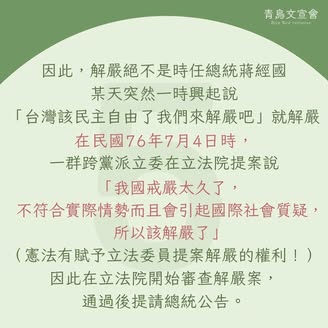 青鳥文宣會
因此，解嚴絕不是時任總統蔣經國
某天突然一時興起說
「台灣該民主自由了我們來解嚴吧」就解嚴
在民國76年7月4日時，
一群跨黨派立委在立法院提案說
「我國戒嚴太久了，
不符合實際情勢而且會引起國際社會質疑，
所以該解嚴了」
（憲法有賦予立法委員提案解嚴的權利！）
因此在立法院開始審查解嚴案，
通過後提請總統公告。